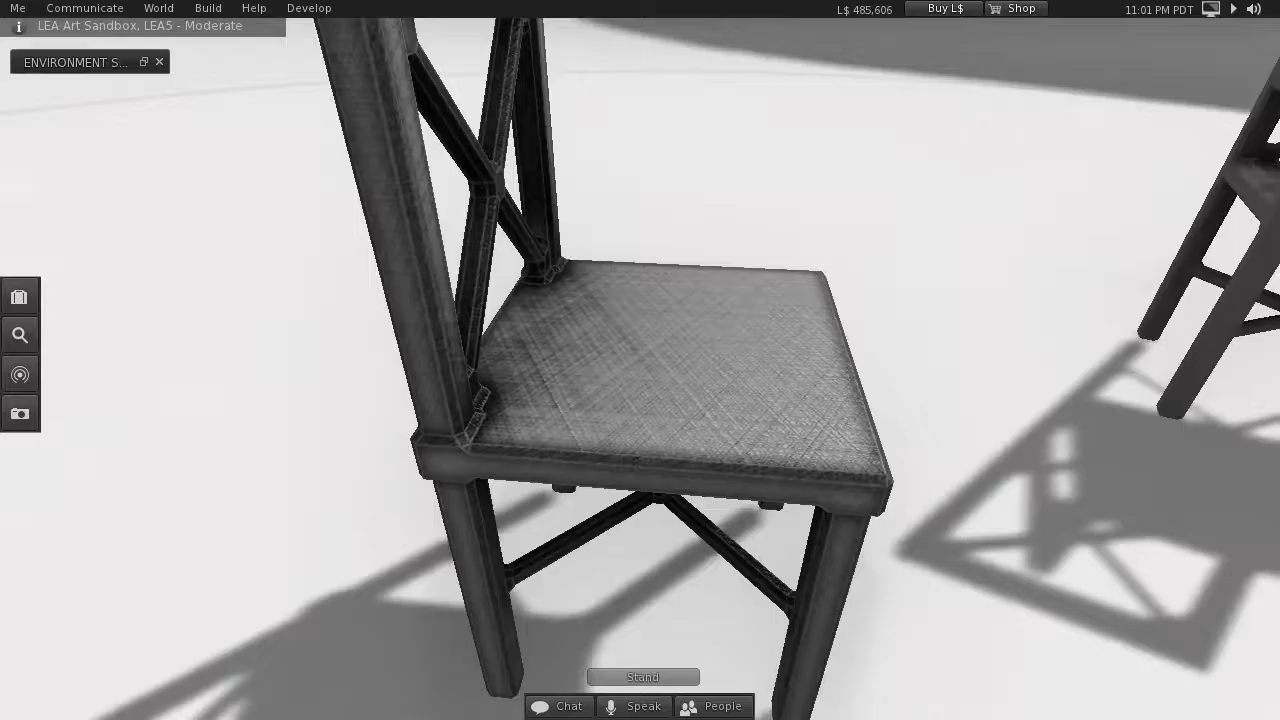 Me Communicate World Build Help Develop L$ 485,606 Buy L$ Shop 11:01 PM PDT
i LEA Art Sandbox, LEA5 - Moderate
ENVIRONMENT S...
Stand
Chat Speak People